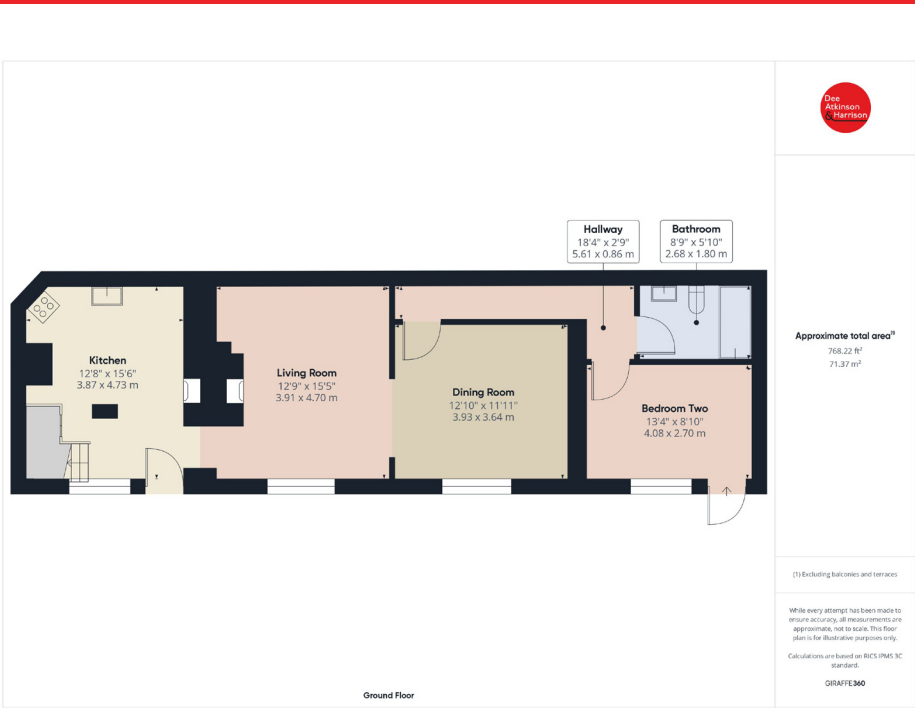 Dee
Atkinson
& Harrison
Hallway
18'4" x 2'9"
5.61 x 0.86 m
Bathroom
8'9" x 5'10"
2.68 x 1.80 m
Kitchen
12'8" x 15'6"
3.87 x 4.73 m
Living Room
12'9" x 15'5"
3.91 x 4.70 m
Dining Room
12'10" x 11'11"
3.93 x 3.64 m
Bedroom Two
13'4" x 8'10"
4.08 x 2.70 m
Ground Floor
Approximate total area⁽¹⁾
768.22 ft²
71.37 m²
(1) Excluding balconies and terraces
While every attempt has been made to
ensure accuracy, all measurements are
approximate, not to scale. This floor
plan is for illustrative purposes only.
Calculations are based on RICS IPMS 3C
standard.
GIRAFFE360